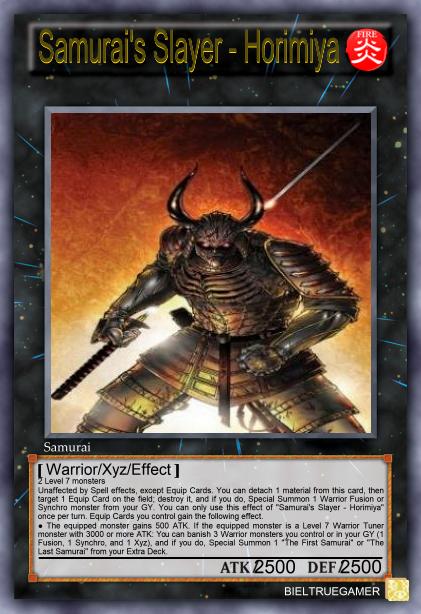 Samurai's Slayer - Horimiya
FIRE
炎
Samurai
[ Warrior/Xyz/Effect ]
2 Level 7 monsters
Unaffected by Spell effects, except Equip Cards. You can detach 1 material from this card, then
target 1 Equip Card on the field; destroy it, and if you do, Special Summon 1 Warrior Fusion or
Synchro monster from your GY. You can only use this effect of "Samurai's Slayer - Horimiya"
once per turn. Equip Cards you control gain the following effect.
● The equipped monster gains 500 ATK. If the equipped monster is a Level 7 Warrior Tuner
monster with 3000 or more ATK: You can banish 3 Warrior monsters you control or in your GY (1
Fusion, 1 Synchro, and 1 Xyz), and if you do, Special Summon 1 "The First Samurai" or "The
Last Samurai" from your Extra Deck.
ATK/2500 DEF/2500
BIELTRUEGAMER